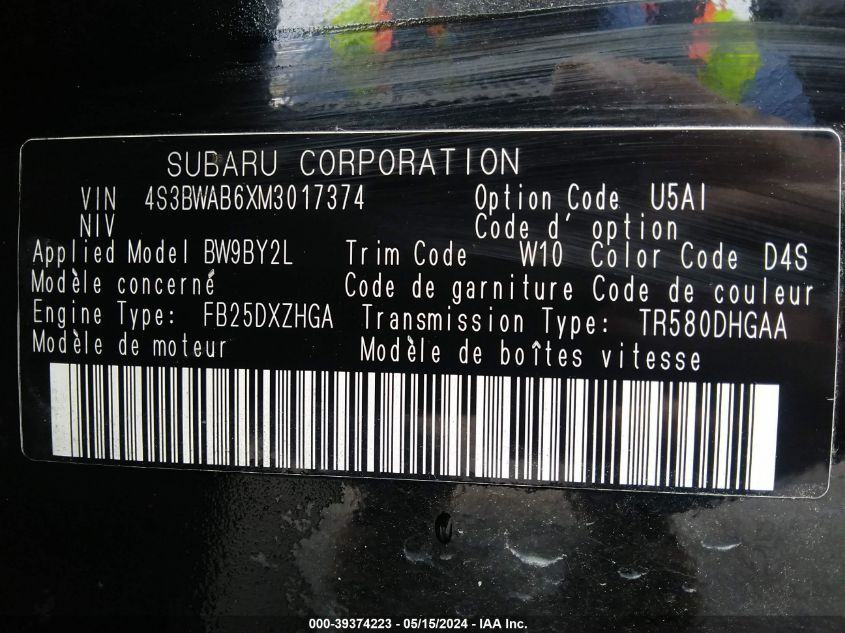 SUBARU CORPORATION
VIN 4S3BWAB6XM3017374 Option Code U5AI
NIV Code d' option
Applied Model BW9BY2L Trim Code W10 Color Code D4S
Modèle concerné Code de garniture Code de couleur
Engine Type: FB25DXZHGA Transmission Type: TR580DHGAA
Modèle de moteur Modèle de boîtes vitesse
000-39374223 - 05/15/2024 - IAA Inc.